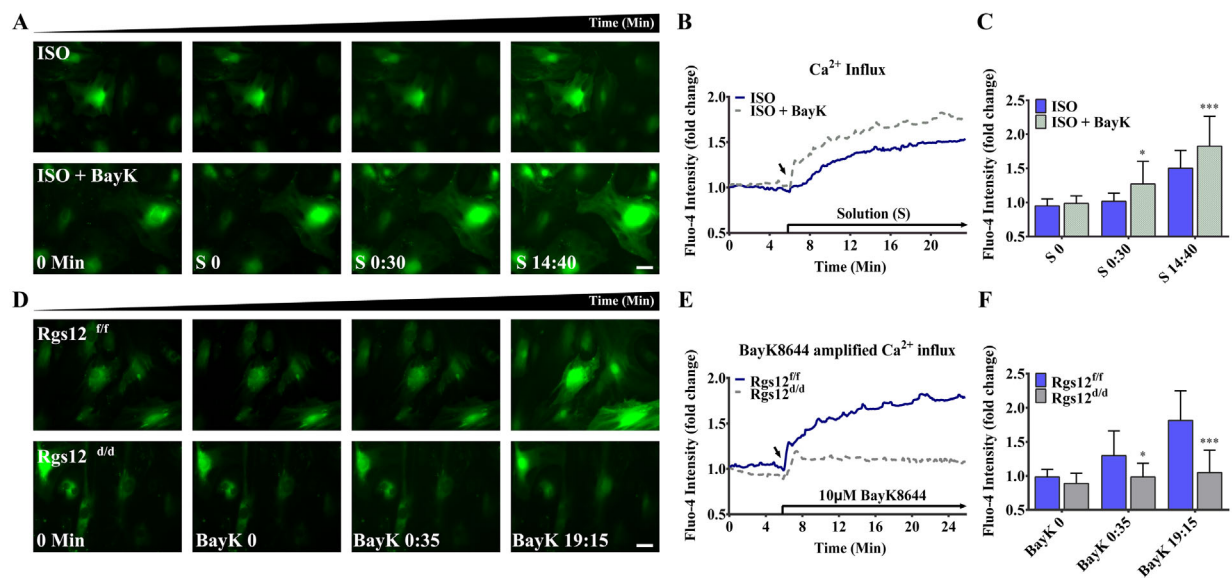 A
Time (Min)
ISO
ISO + BayK
0 Min
S 0
S 0:30
S 14:40
B
Ca²⁺ Influx
ISO
ISO + BayK
Fluo-4 Intensity (fold change)
2.0
1.5
1.0
0.5
Solution (S)
0 4 8 12 16 20
Time (Min)
C
Fluo-4 Intensity (fold change)
ISO
ISO + BayK
2.5
2.0
1.5
1.0
0.5
*
***
S 0
S 0:30
S 14:40
D
Time (Min)
Rgs12 f/f
Rgs12 d/d
0 Min
BayK 0
BayK 0:35
BayK 19:15
E
BayK8644 amplified Ca²⁺ influx
Rgs12f/f
Rgs12d/d
Fluo-4 Intensity (fold change)
2.0
1.5
1.0
0.5
10µM BayK8644
0 4 8 12 16 20 24
Time (Min)
F
Fluo-4 Intensity (fold change)
Rgs12f/f
Rgs12d/d
2.5
2.0
1.5
1.0
0.5
*
***
BayK 0
BayK 0:35
BayK 19:15